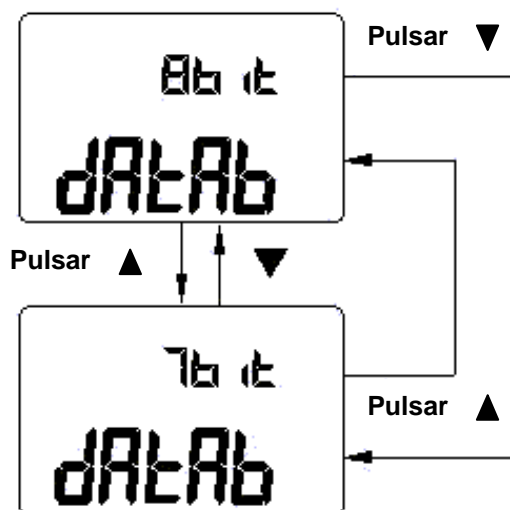 Pulsar ▼
8bit
dAtAb
Pulsar ▲ ▼
7bit
Pulsar ▲
dAtAb